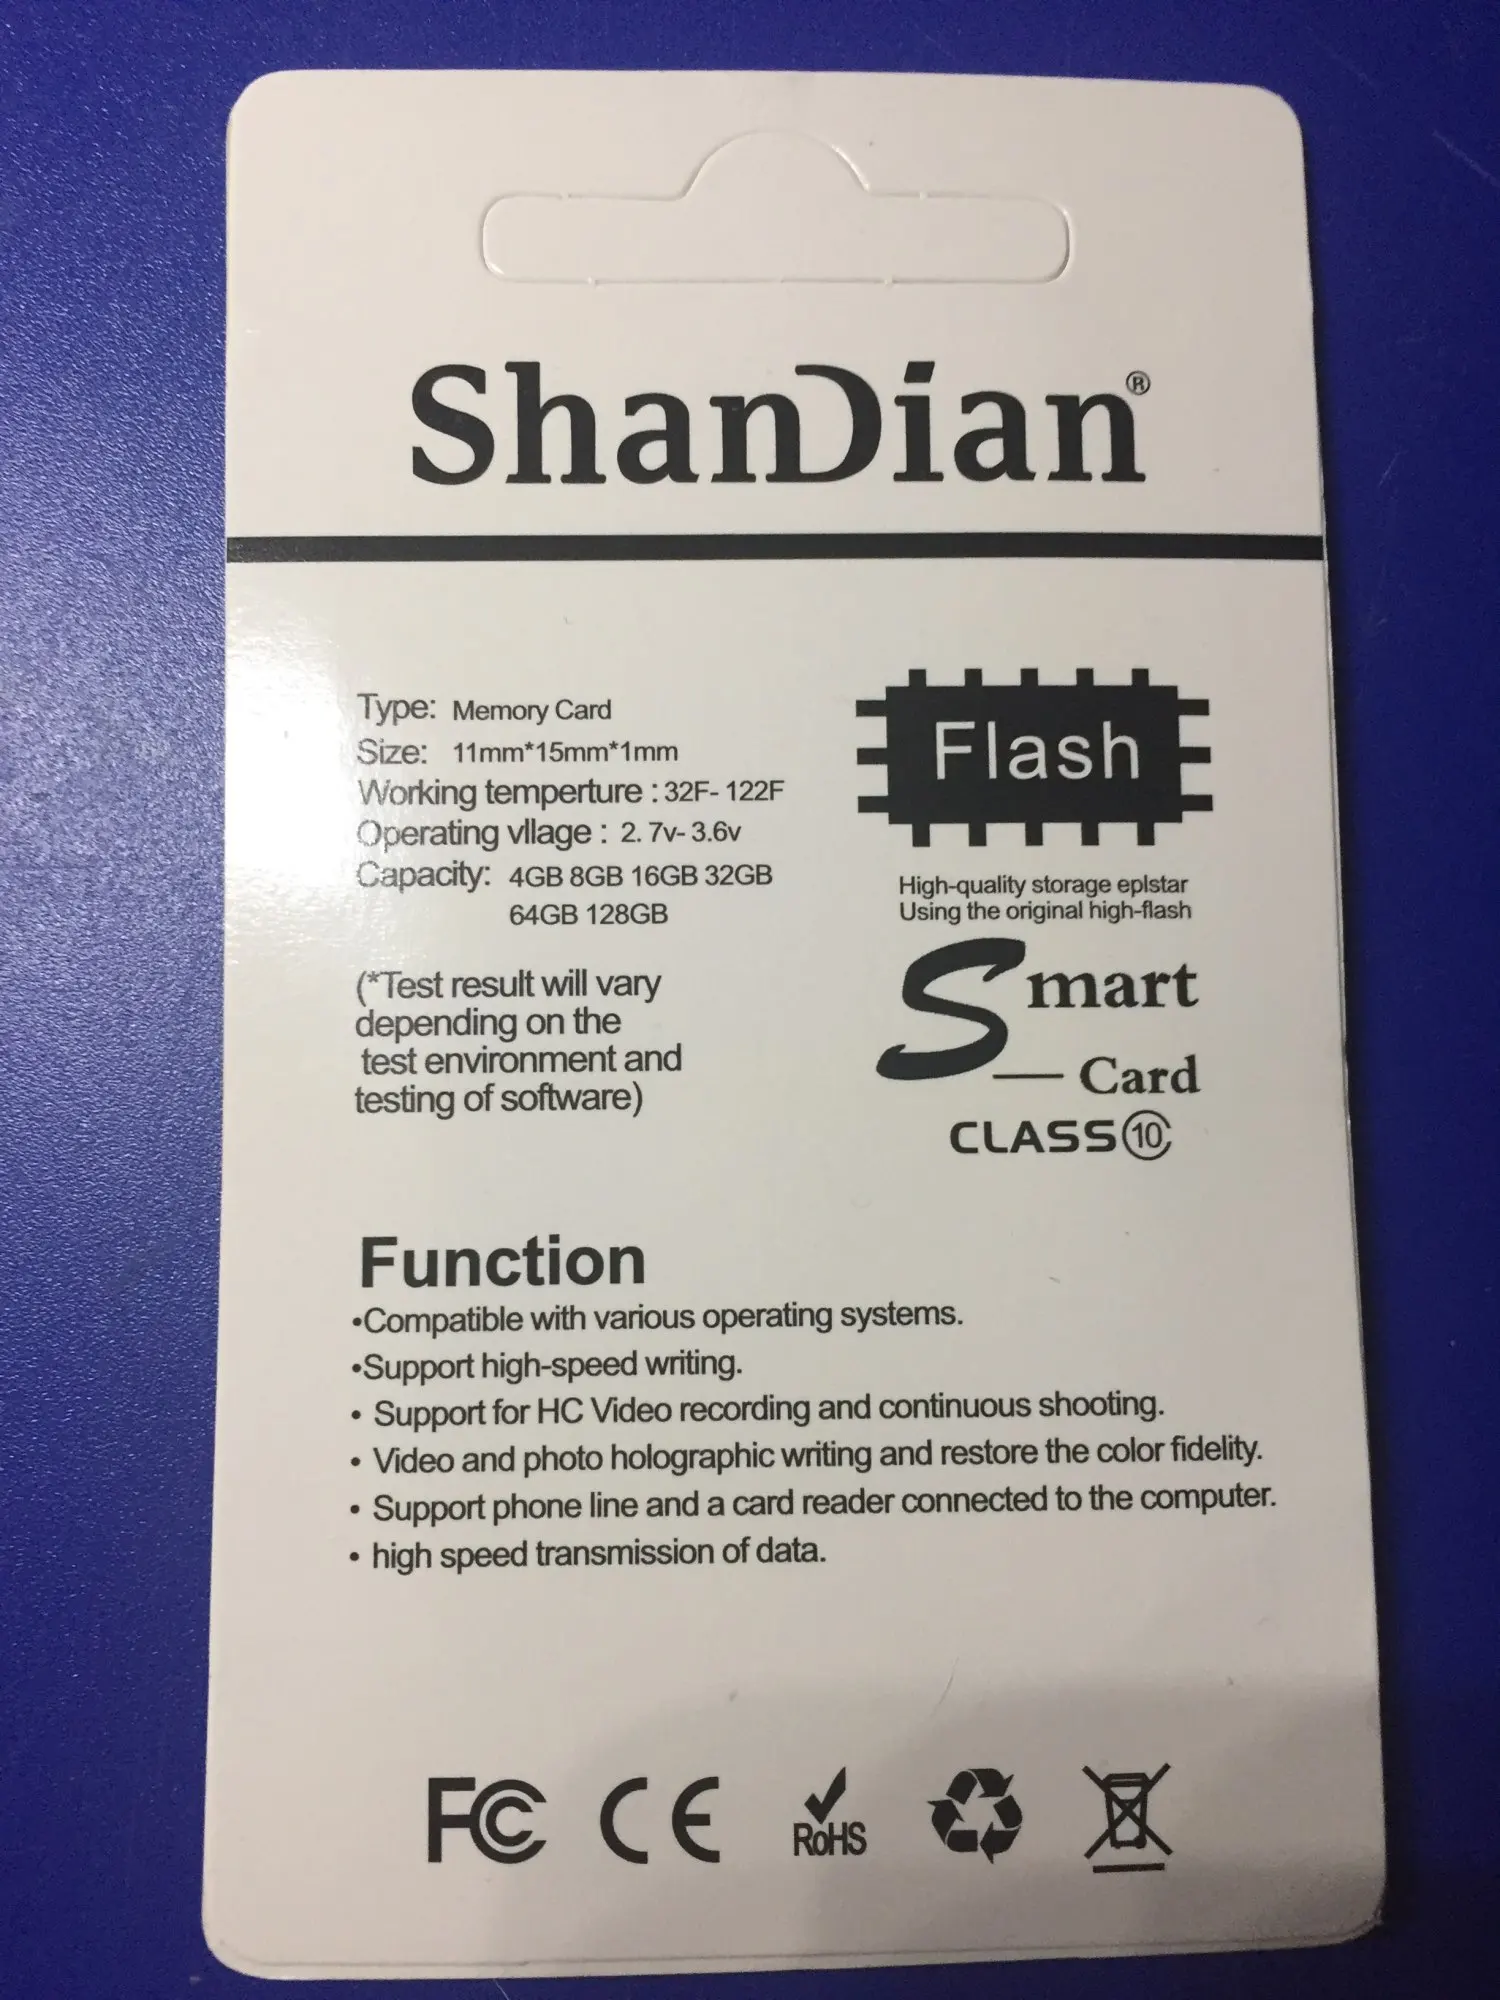 ShanDian®
Type: Memory Card
Size: 11mm*15mm*1mm
Working temperture : 32F- 122F
Operating vllage : 2. 7v- 3.6v
Capacity: 4GB 8GB 16GB 32GB
64GB 128GB
(*Test result will vary
depending on the
test environment and
testing of software)
Flash
High-quality storage eplstar
Using the original high-flash
Smart
Card
CLASS 10
Function
•Compatible with various operating systems.
•Support high-speed writing.
• Support for HC Video recording and continuous shooting.
• Video and photo holographic writing and restore the color fidelity.
• Support phone line and a card reader connected to the computer.
• high speed transmission of data.
FC CE RoHS